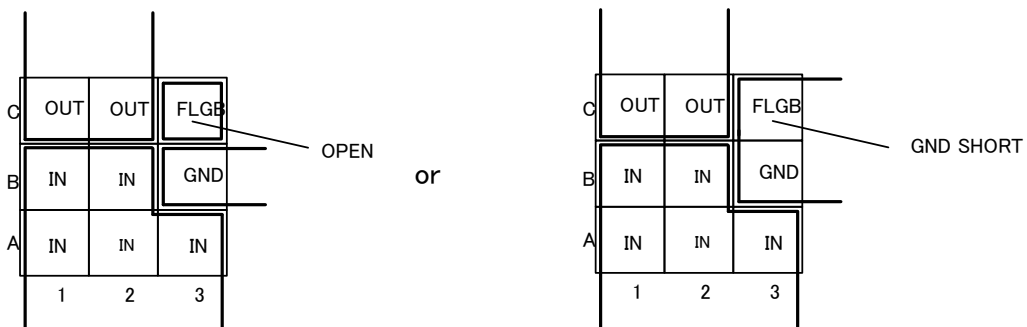 C OUT OUT FLGB
OPEN
B IN IN GND
A IN IN IN
1 2 3
or
C OUT OUT FLGB
GND SHORT
B IN IN GND
A IN IN IN
1 2 3